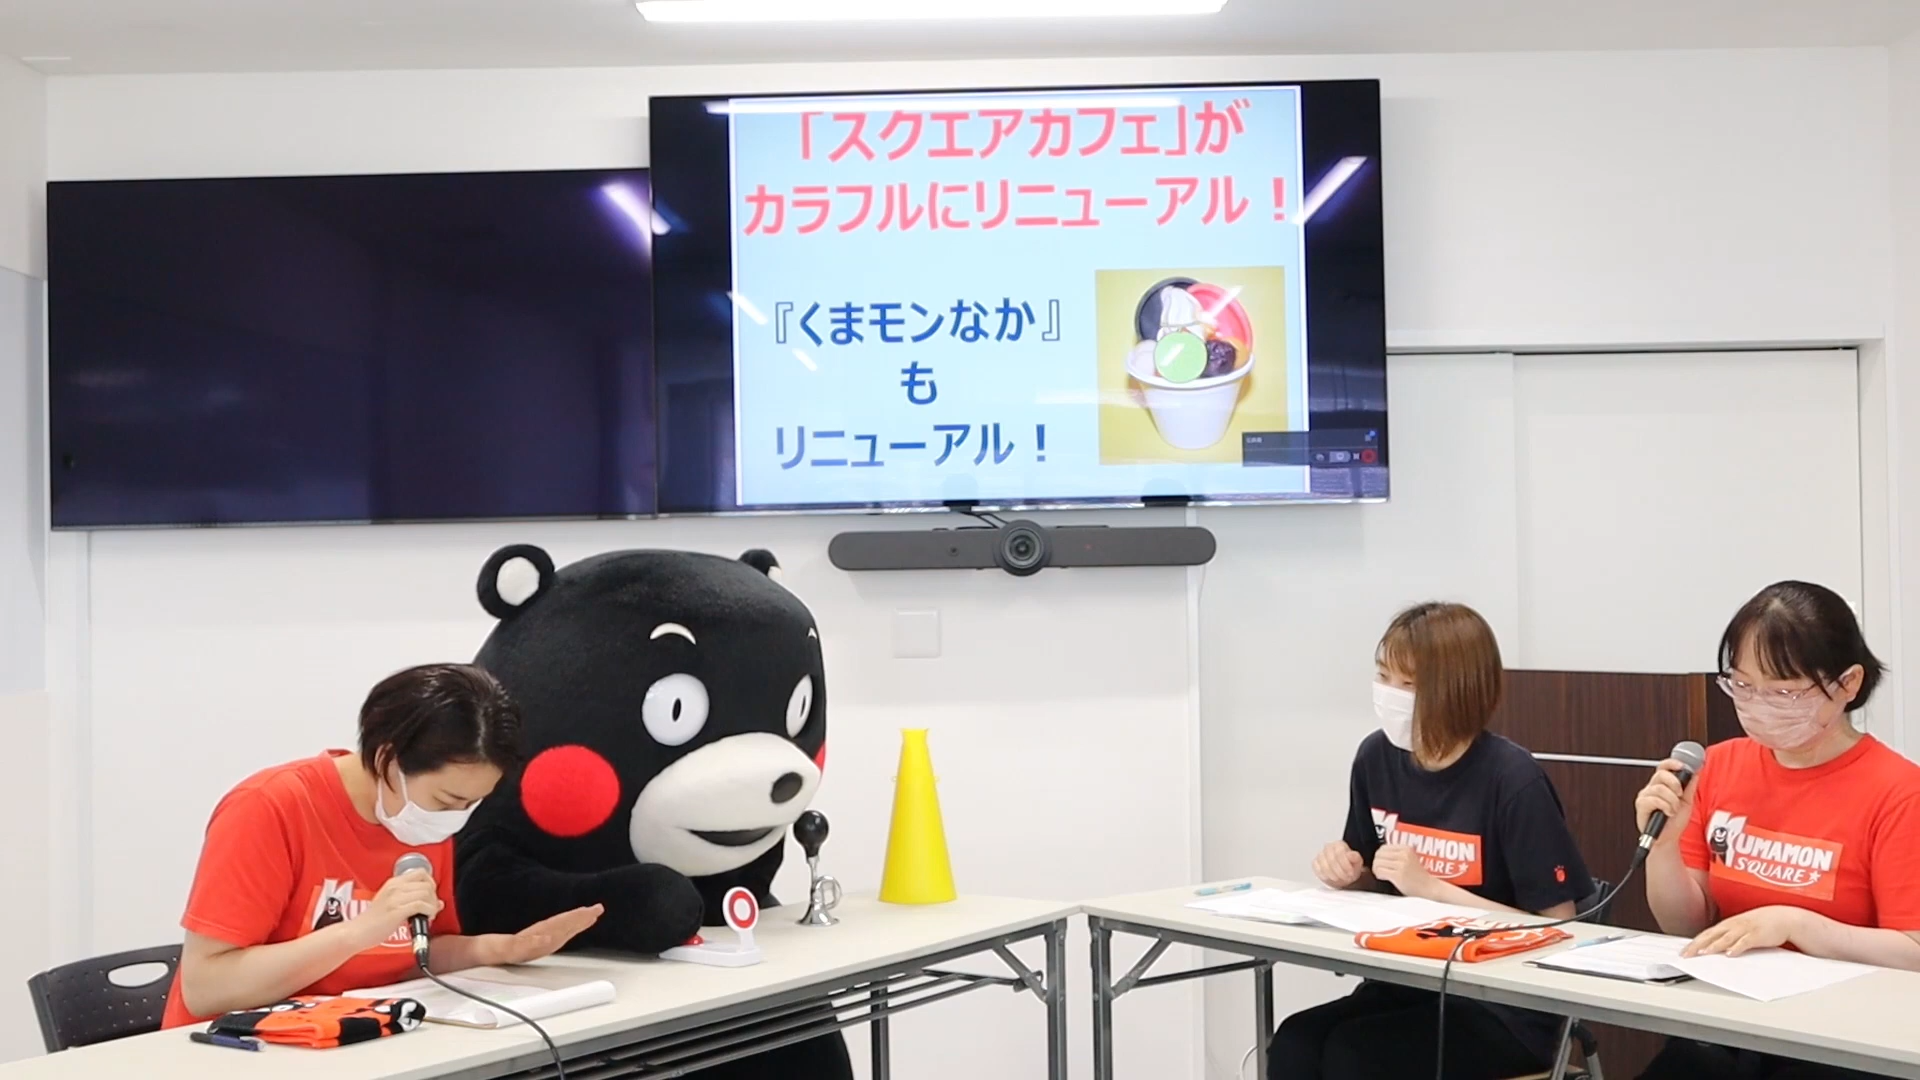 「スクエアカフェ」が
カラフルにリニューアル！
『くまモンなか』
も
リニューアル！
KUMAMON
SQUARE
KUMAMON
SQUARE